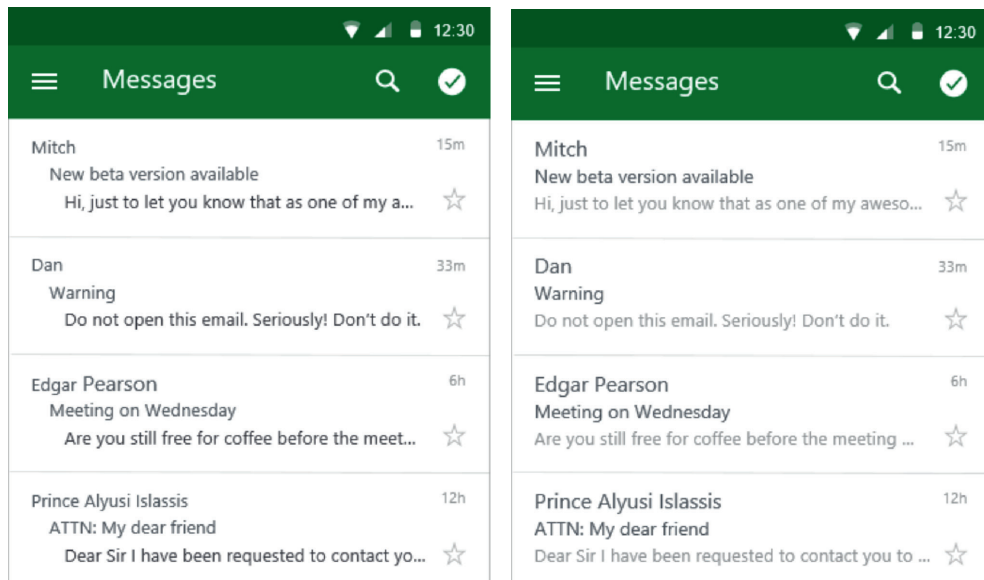 12:30
Messages
Mitch 15m
New beta version available
Hi, just to let you know that as one of my a...
Dan 33m
Warning
Do not open this email. Seriously! Don't do it.
Edgar Pearson 6h
Meeting on Wednesday
Are you still free for coffee before the meet...
Prince Alyusi Islassis 12h
ATTN: My dear friend
Dear Sir I have been requested to contact yo...
12:30
Messages
Mitch 15m
New beta version available
Hi, just to let you know that as one of my aweso...
Dan 33m
Warning
Do not open this email. Seriously! Don't do it.
Edgar Pearson 6h
Meeting on Wednesday
Are you still free for coffee before the meeting ...
Prince Alyusi Islassis 12h
ATTN: My dear friend
Dear Sir I have been requested to contact you to ...